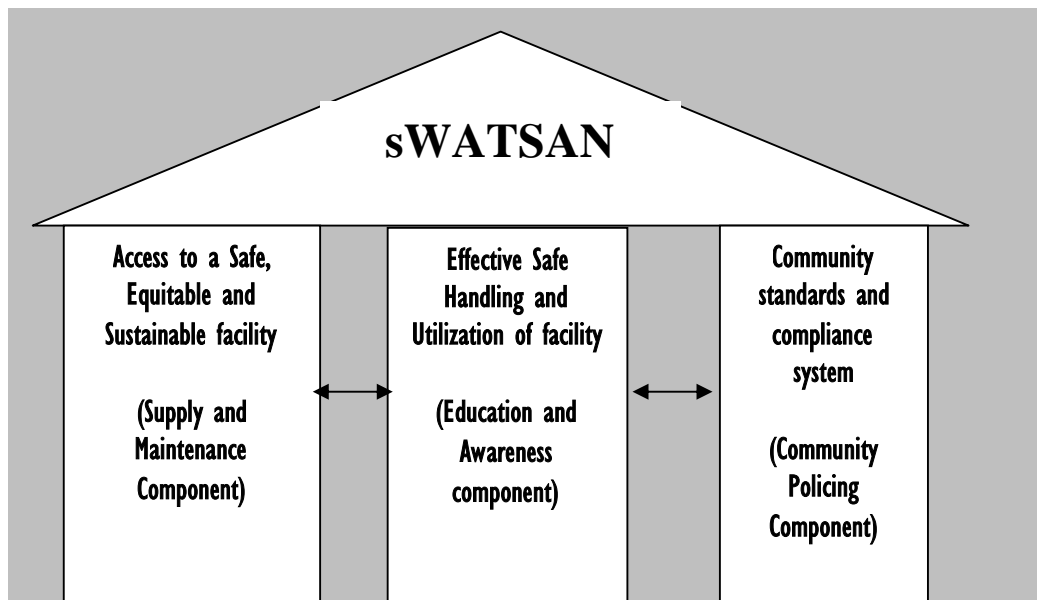 sWATSAN
Access to a Safe,
Equitable and
Sustainable facility
(Supply and
Maintenance
Component)
Effective Safe
Handling and
Utilization of facility
(Education and
Awareness
component)
Community
standards and
compliance
system
(Community
Policing
Component)